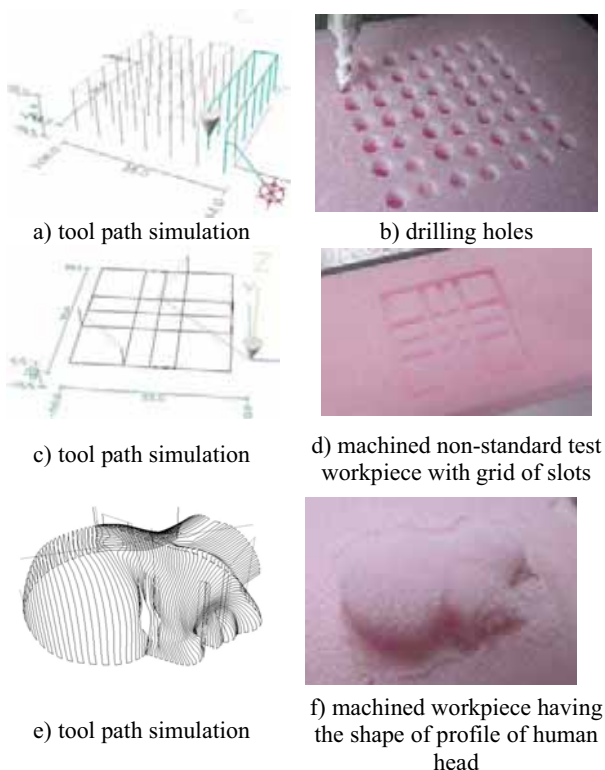 a) tool path simulation
b) drilling holes
c) tool path simulation
d) machined non-standard test
workpiece with grid of slots
e) tool path simulation
f) machined workpiece having
the shape of profile of human
head